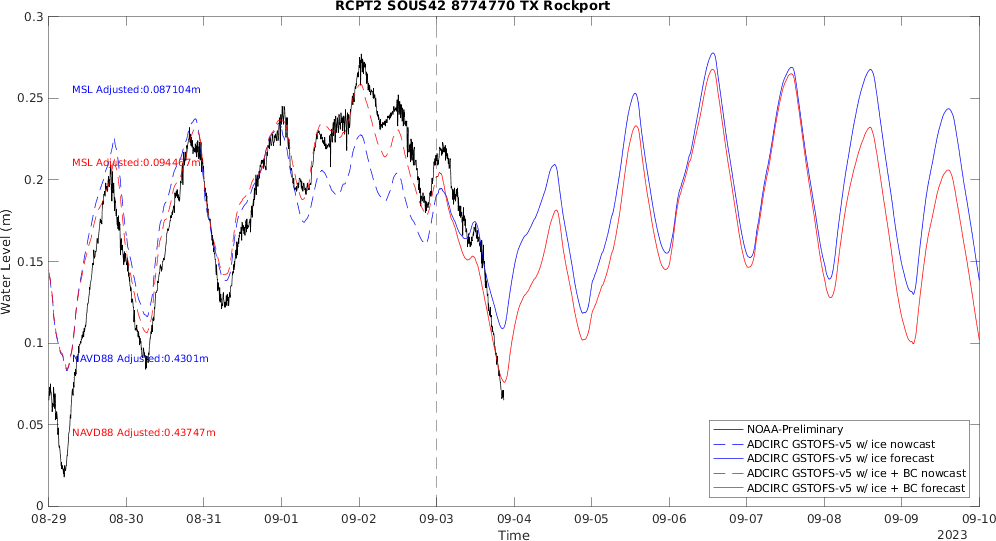 RCPT2 SOUS42 8774770 TX Rockport
0.3
0.25
0.2
0.15
0.1
0.05
0
Water Level (m)
MSL Adjusted:0.087104m
MSL Adjusted:0.094467m
NAVD88 Adjusted:0.4301m
NAVD88 Adjusted:0.43747m
NOAA-Preliminary
ADCIRC GSTOFS-v5 w/ ice nowcast
ADCIRC GSTOFS-v5 w/ ice forecast
ADCIRC GSTOFS-v5 w/ ice + BC nowcast
ADCIRC GSTOFS-v5 w/ ice + BC forecast
08-29 08-30 08-31 09-01 09-02 09-03 09-04 09-05 09-06 09-07 09-08 09-09 09-10
Time
2023